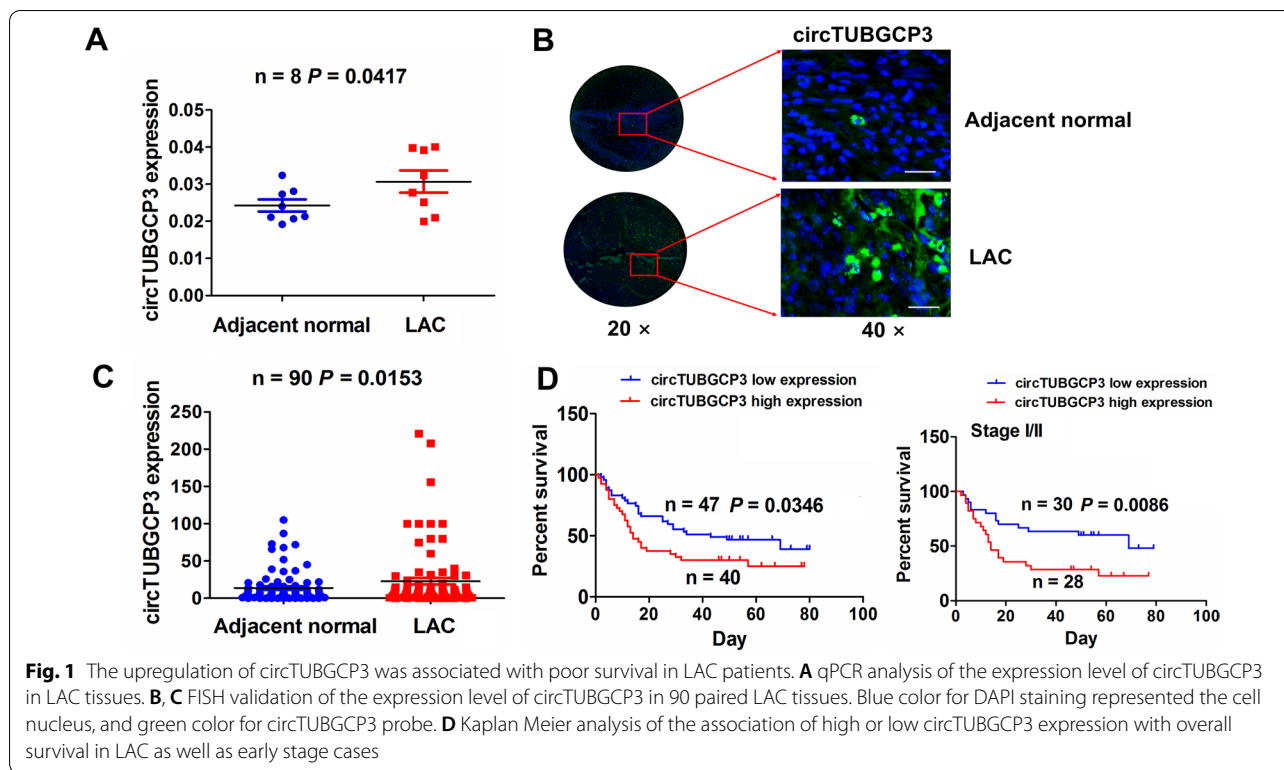 A
n = 8 P = 0.0417
circTUBGCP3 expression
0.05
0.04
0.03
0.02
0.01
0.00
Adjacent normal
LAC
B
circTUBGCP3
Adjacent normal
LAC
20 ×
40 ×
C
n = 90 P = 0.0153
circTUBGCP3 expression
250
200
150
100
50
0
Adjacent normal
LAC
D
circTUBGCP3 low expression
circTUBGCP3 high expression
Percent survival
150
100
50
0
n = 47 P = 0.0346
n = 40
0 20 40 60 80 100
Day
circTUBGCP3 low expression
circTUBGCP3 high expression
Stage I/II
Percent survival
150
100
50
0
n = 30 P = 0.0086
n = 28
0 20 40 60 80 100
Day
Fig. 1 The upregulation of circTUBGCP3 was associated with poor survival in LAC patients. A qPCR analysis of the expression level of circTUBGCP3
in LAC tissues. B, C FISH validation of the expression level of circTUBGCP3 in 90 paired LAC tissues. Blue color for DAPI staining represented the cell
nucleus, and green color for circTUBGCP3 probe. D Kaplan Meier analysis of the association of high or low circTUBGCP3 expression with overall
survival in LAC as well as early stage cases